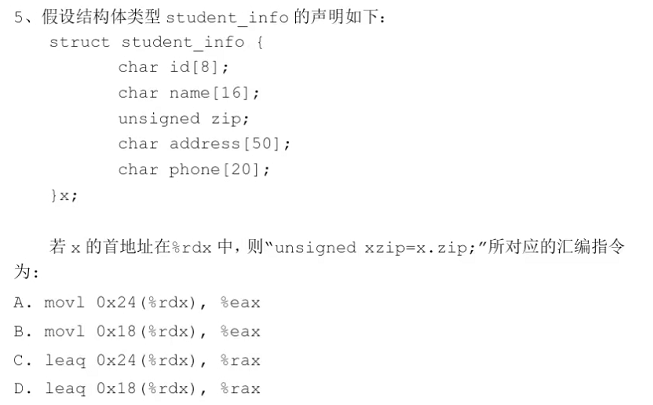 5、假设结构体类型 student_info 的声明如下：
struct student_info {
char id[8];
char name[16];
unsigned zip;
char address[50];
char phone[20];
}x;
若 x 的首地址在%rdx 中，则“unsigned xzip=x.zip;”所对应的汇编指令
为：
A. movl 0x24(%rdx), %eax
B. movl 0x18(%rdx), %eax
C. leaq 0x24(%rdx), %rax
D. leaq 0x18(%rdx), %rax